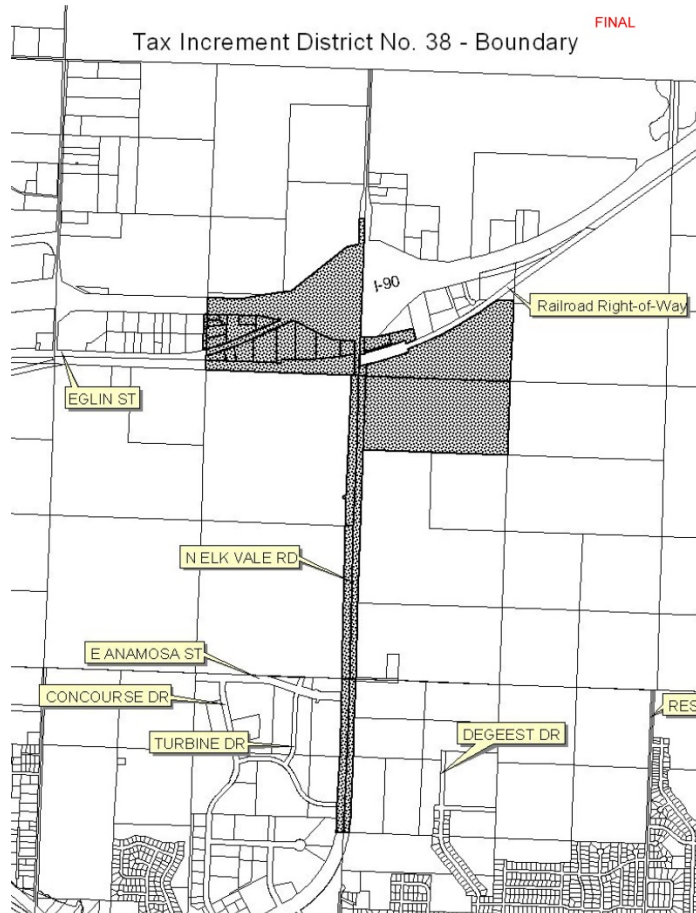 FINAL
Tax Increment District No. 38 - Boundary
I-90
Railroad Right-of-Way
EGLIN ST
N ELK VALE RD
E ANAMOSA ST
CONCOURSE DR
RES
TURBINE DR
DEGEEST DR